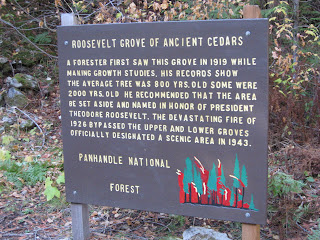 ROOSEVELT GROVE OF ANCIENT CEDARS
A FORESTER FIRST SAW THIS GROVE IN 1919 WHILE
MAKING GROWTH STUDIES, HIS RECORDS SHOW
THE AVERAGE TREE WAS 800 YRS. OLD SOME WERE
2000 YRS. OLD HE RECOMMENDED THAT THE AREA
BE SET ASIDE AND NAMED IN HONOR OF PRESIDENT
THEODORE ROOSEVELT. THE DEVASTING FIRE OF
1926 BYPASSED THE UPPER AND LOWER GROVES
OFFICIALLY DESIGNATED A SCENIC AREA IN 1943.
PANHANDLE NATIONAL
FOREST